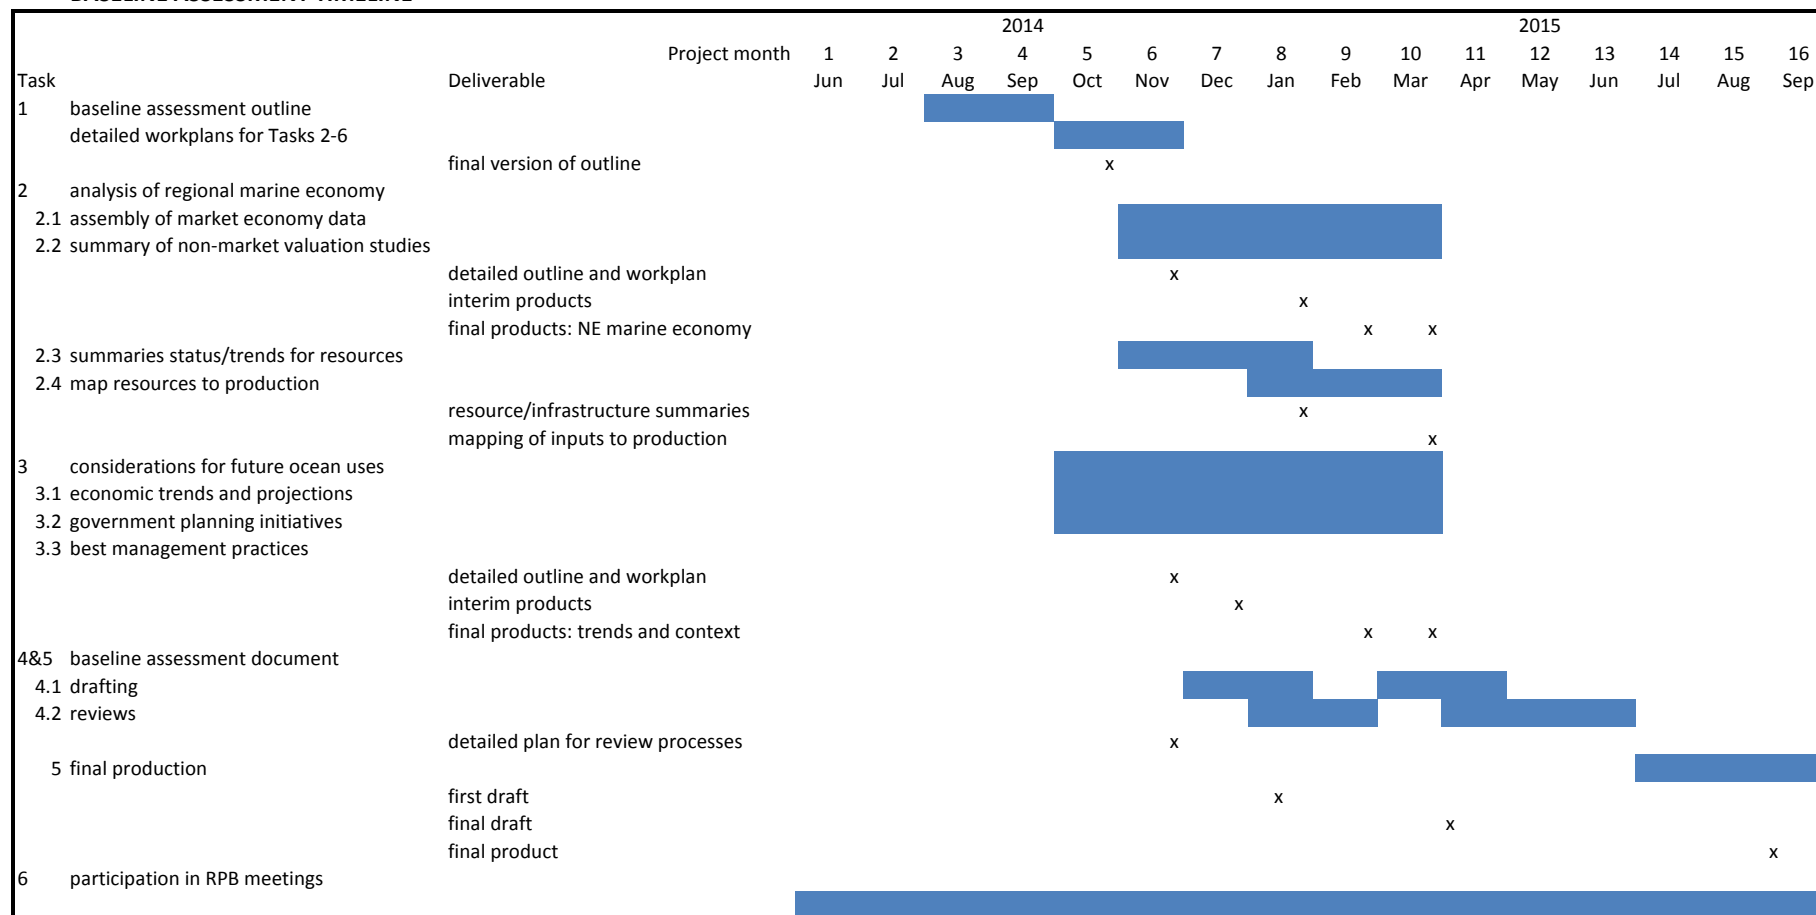 BASELINE ASSESSMENT TIMELINE
2014 2015
Project month 1 2 3 4 5 6 7 8 9 10 11 12 13 14 15 16
Task Deliverable Jun Jul Aug Sep Oct Nov Dec Jan Feb Mar Apr May Jun Jul Aug Sep
1 baseline assessment outline
detailed workplans for Tasks 2-6
final version of outline x
2 analysis of regional marine economy
2.1 assembly of market economy data
2.2 summary of non-market valuation studies
detailed outline and workplan x
interim products x
final products: NE marine economy x x
2.3 summaries status/trends for resources
2.4 map resources to production
resource/infrastructure summaries x
mapping of inputs to production x
3 considerations for future ocean uses
3.1 economic trends and projections
3.2 government planning initiatives
3.3 best management practices
detailed outline and workplan x
interim products x
final products: trends and context x x
4&5 baseline assessment document
4.1 drafting
4.2 reviews
detailed plan for review processes x
5 final production
first draft x
final draft x
final product x
6 participation in RPB meetings